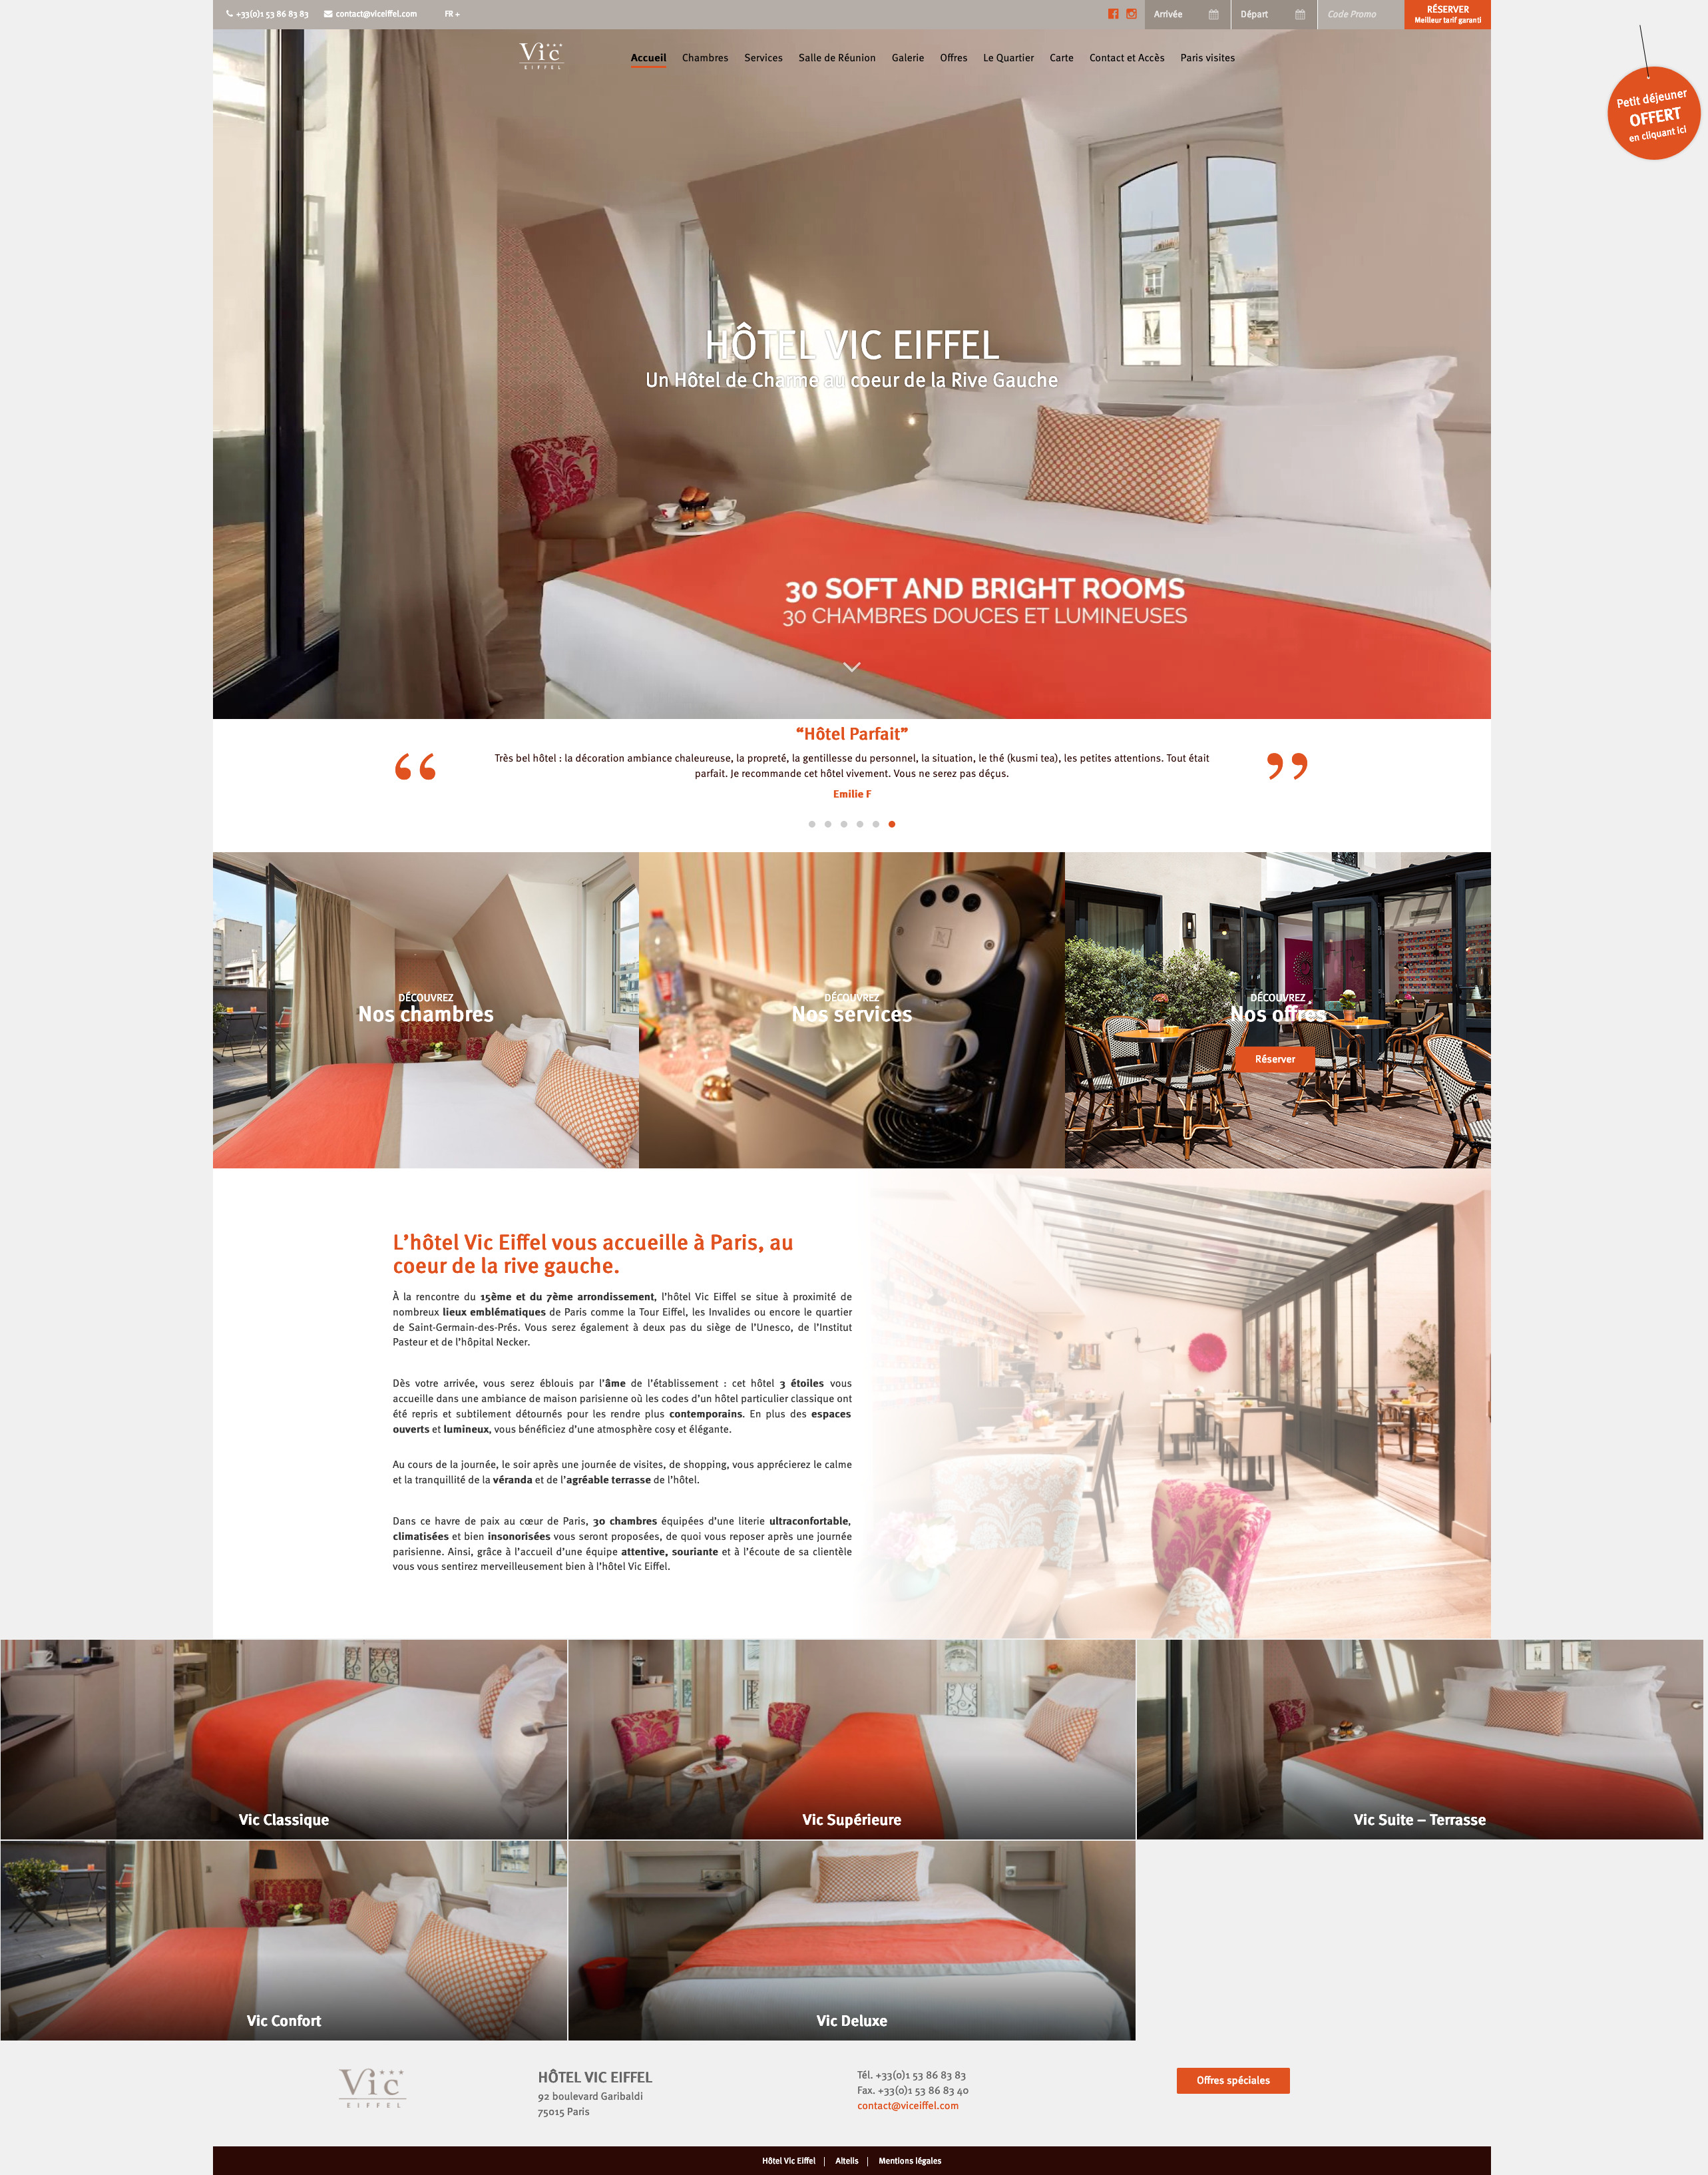 +33(0)1 53 86 83 83 contact@viceiffel.com FR +
Arrivée Départ Code Promo RÉSERVER
Meilleur tarif garanti
Vic
EIFFEL
Accueil Chambres Services Salle de Réunion Galerie Offres Le Quartier Carte Contact et Accès Paris visites
Petit déjeuner
OFFERT
en cliquant ici
HÔTEL VIC EIFFEL
Un Hôtel de Charme au coeur de la Rive Gauche
30 SOFT AND BRIGHT ROOMS
30 CHAMBRES DOUCES ET LUMINEUSES
“Hôtel Parfait”
Très bel hôtel : la décoration ambiance chaleureuse, la propreté, la gentillesse du personnel, la situation, le thé (kusmi tea), les petites attentions. Tout était
parfait. Je recommande cet hôtel vivement. Vous ne serez pas déçus.
Emilie F
DÉCOUVREZ
Nos chambres
DÉCOUVREZ
Nos services
DÉCOUVREZ
Nos offres
Réserver
L’hôtel Vic Eiffel vous accueille à Paris, au
coeur de la rive gauche.
À la rencontre du 15ème et du 7ème arrondissement, l’hôtel Vic Eiffel se situe à proximité de
nombreux lieux emblématiques de Paris comme la Tour Eiffel, les Invalides ou encore le quartier
de Saint-Germain-des-Prés. Vous serez également à deux pas du siège de l’Unesco, de l’Institut
Pasteur et de l’hôpital Necker.
Dès votre arrivée, vous serez éblouis par l’âme de l’établissement : cet hôtel 3 étoiles vous
accueille dans une ambiance de maison parisienne où les codes d’un hôtel particulier classique ont
été repris et subtilement détournés pour les rendre plus contemporains. En plus des espaces
ouverts et lumineux, vous bénéficiez d’une atmosphère cosy et élégante.
Au cours de la journée, le soir après une journée de visites, de shopping, vous apprécierez le calme
et la tranquillité de la véranda et de l’agréable terrasse de l’hôtel.
Dans ce havre de paix au cœur de Paris, 30 chambres équipées d’une literie ultraconfortable,
climatisées et bien insonorisées vous seront proposées, de quoi vous reposer après une journée
parisienne. Ainsi, grâce à l’accueil d’une équipe attentive, souriante et à l’écoute de sa clientèle
vous vous sentirez merveilleusement bien à l’hôtel Vic Eiffel.
Vic Classique
Vic Supérieure
Vic Suite – Terrasse
Vic Confort
Vic Deluxe
Vic
EIFFEL
HÔTEL VIC EIFFEL
92 boulevard Garibaldi
75015 Paris
Tél. +33(0)1 53 86 83 83
Fax. +33(0)1 53 86 83 40
contact@viceiffel.com
Offres spéciales
Hôtel Vic Eiffel | Altelis | Mentions légales